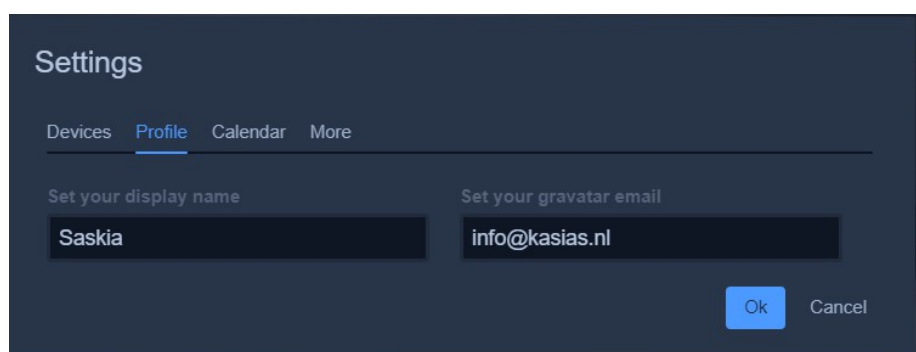 Settings
Devices Profile Calendar More
Set your display name Set your gravatar email
Saskia info@kasias.nl
Ok Cancel